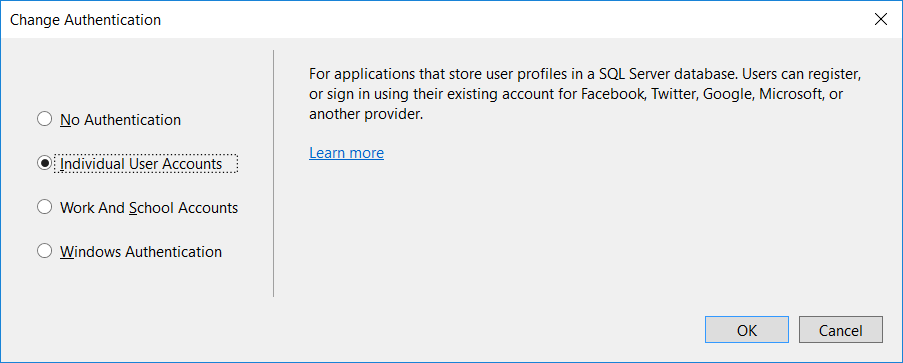 Change Authentication
No Authentication
Individual User Accounts
Work And School Accounts
Windows Authentication
For applications that store user profiles in a SQL Server database. Users can register,
or sign in using their existing account for Facebook, Twitter, Google, Microsoft, or
another provider.
Learn more
OK
Cancel